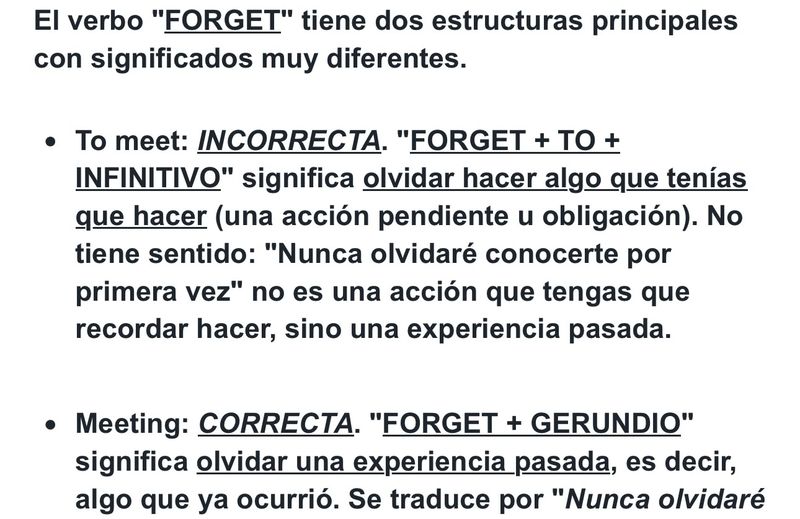 El verbo "FORGET" tiene dos estructuras principales
con significados muy diferentes.
• To meet: INCORRECTA. "FORGET + TO +
INFINITIVO" significa olvidar hacer algo que tenías
que hacer (una acción pendiente u obligación). No
tiene sentido: "Nunca olvidaré conocerte por
primera vez" no es una acción que tengas que
recordar hacer, sino una experiencia pasada.
• Meeting: CORRECTA. "FORGET + GERUNDIO"
significa olvidar una experiencia pasada, es decir,
algo que ya ocurrió. Se traduce por "Nunca olvidaré